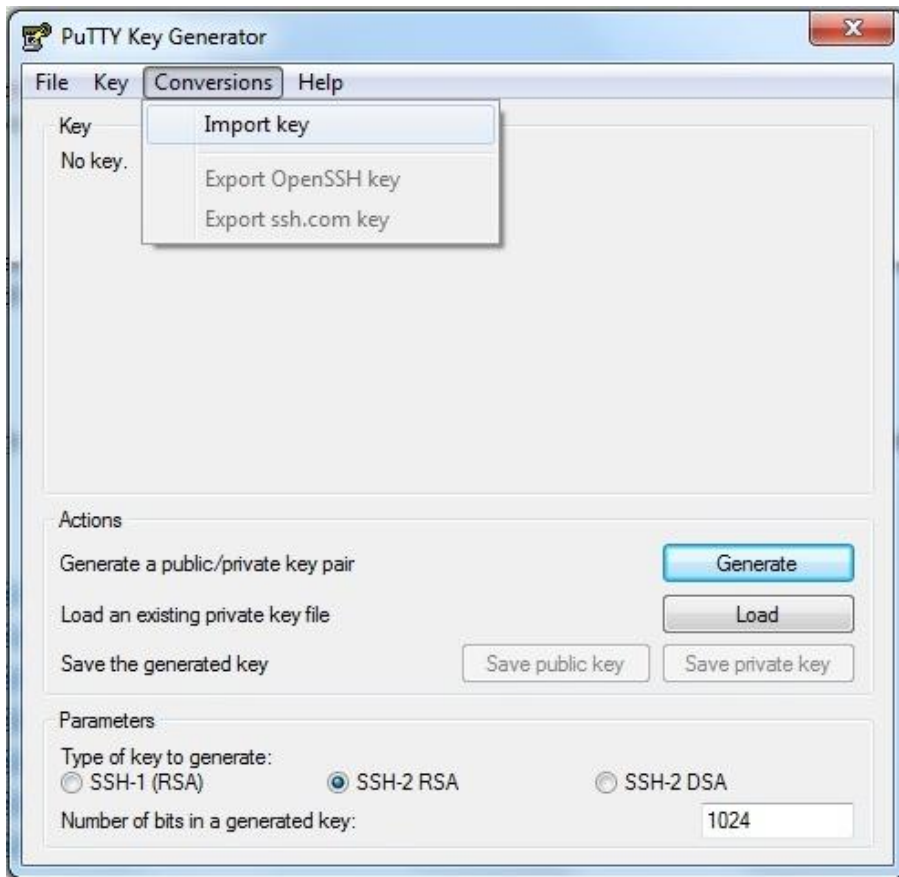 PuTTY Key Generator
File Key Conversions Help
Import key
Export OpenSSH key
Export ssh.com key
Key
No key.
Actions
Generate a public/private key pair
Generate
Load an existing private key file
Load
Save the generated key
Save public key
Save private key
Parameters
Type of key to generate:
SSH-1 (RSA)
SSH-2 RSA
SSH-2 DSA
Number of bits in a generated key:
1024